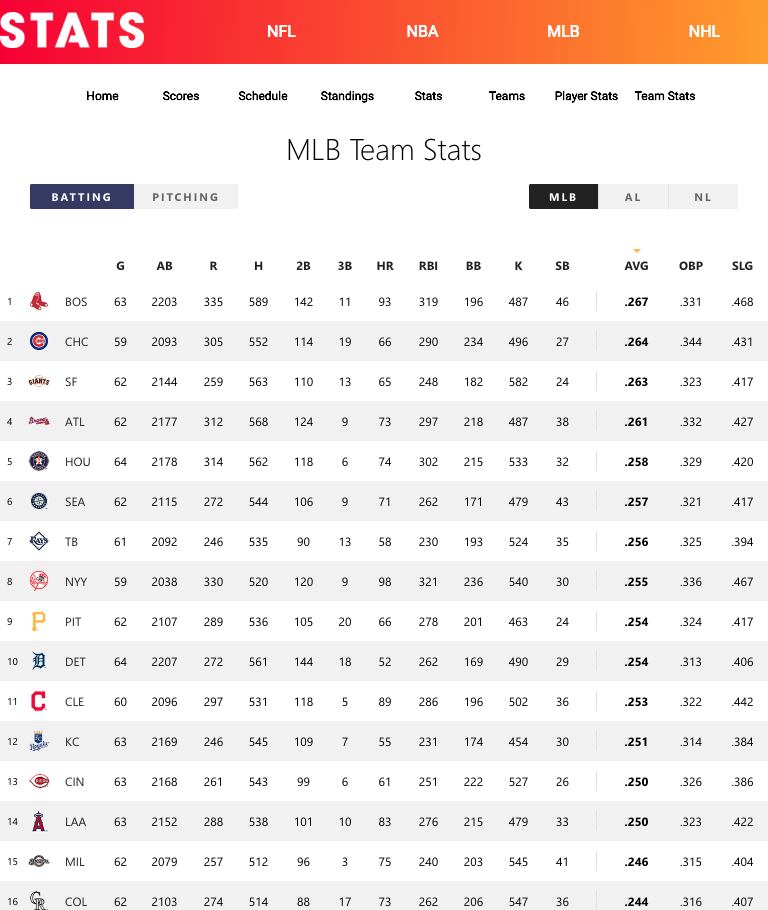 STATS NFL NBA MLB NHL
Home Scores Schedule Standings Stats Teams Player Stats Team Stats
MLB Team Stats
BATTING PITCHING MLB AL NL
G AB R H 2B 3B HR RBI BB K SB AVG OBP SLG
1 BOS 63 2203 335 589 142 11 93 319 196 487 46 .267 .331 .468
2 CHC 59 2093 305 552 114 19 66 290 234 496 27 .264 .344 .431
3 GIANTS SF 62 2144 259 563 110 13 65 248 182 582 24 .263 .323 .417
4 Braves ATL 62 2177 312 568 124 9 73 297 218 487 38 .261 .332 .427
5 HOU 64 2178 314 562 118 6 74 302 215 533 32 .258 .329 .420
6 SEA 62 2115 272 544 106 9 71 262 171 479 43 .257 .321 .417
7 RAYS TB 61 2092 246 535 90 13 58 230 193 524 35 .256 .325 .394
8 NYY 59 2038 330 520 120 9 98 321 236 540 30 .255 .336 .467
9 P PIT 62 2107 289 536 105 20 66 278 201 463 24 .254 .324 .417
10 D DET 64 2207 272 561 144 18 52 262 169 490 29 .254 .313 .406
11 C CLE 60 2096 297 531 118 5 89 286 196 502 36 .253 .322 .442
12 KC 63 2169 246 545 109 7 55 231 174 454 30 .251 .314 .384
13 CIN 63 2168 261 543 99 6 61 251 222 527 26 .250 .326 .386
14 A LAA 63 2152 288 538 101 10 83 276 215 479 33 .250 .323 .422
15 MIL 62 2079 257 512 96 3 75 240 203 545 41 .246 .315 .404
16 CR COL 62 2103 274 514 88 17 73 262 206 547 36 .244 .316 .407